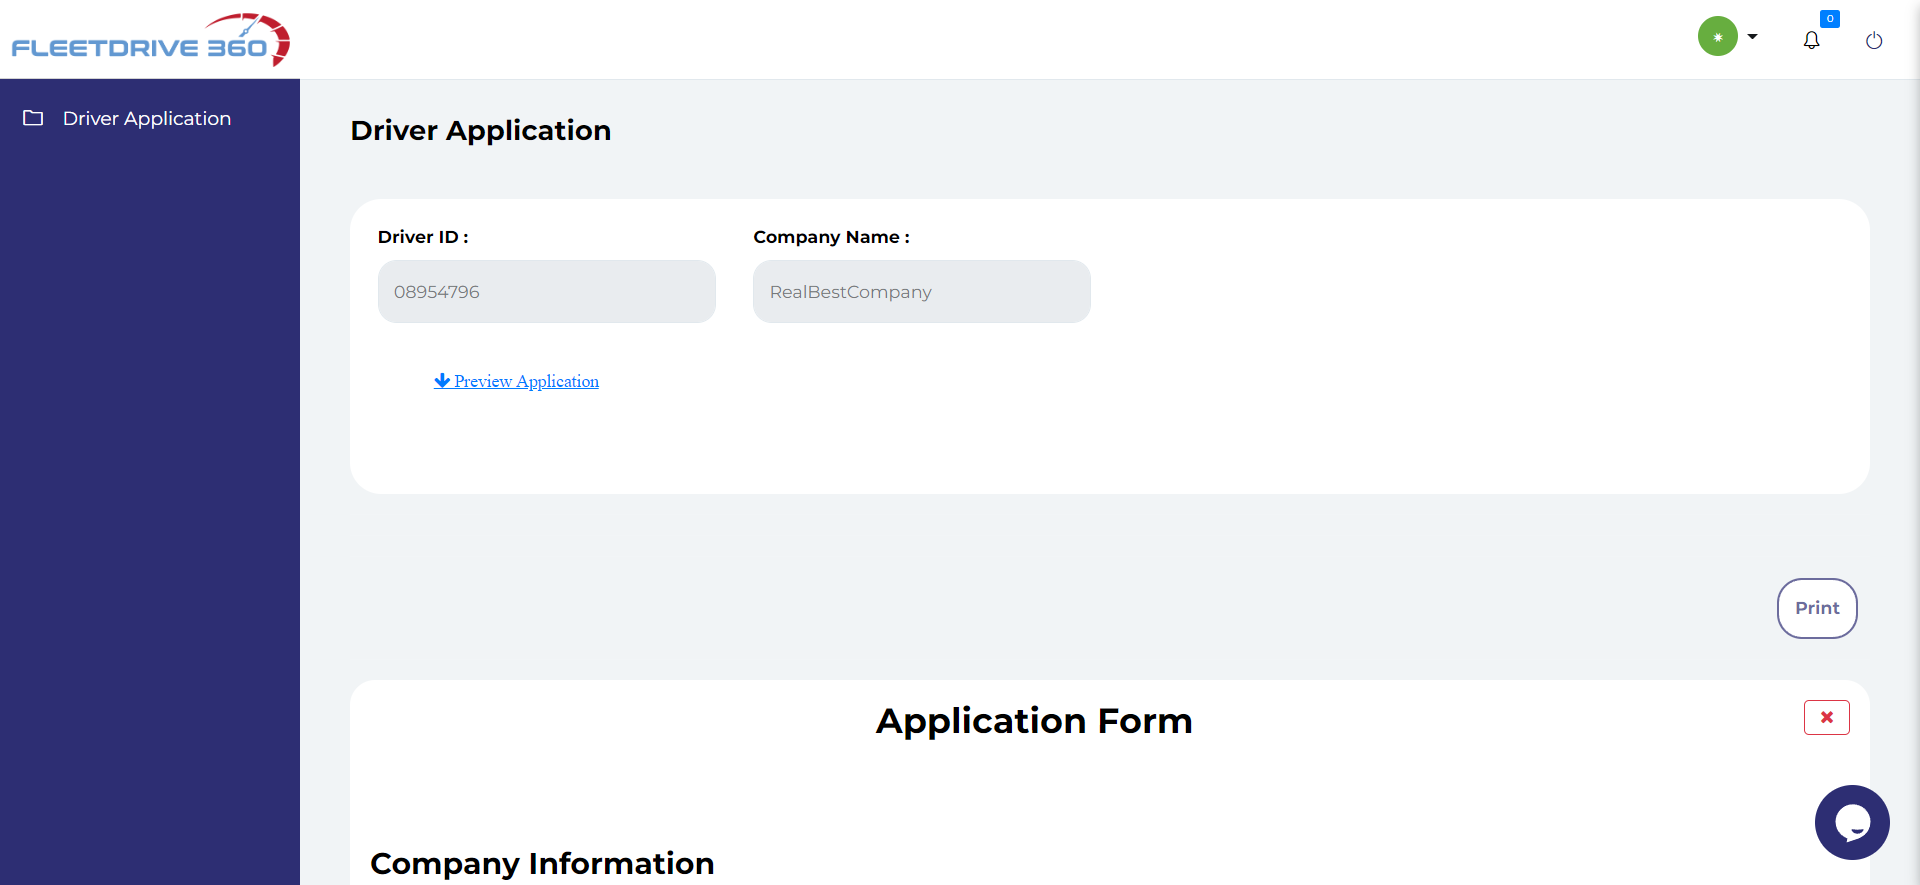 FLEETDRIVE 360
0
Driver Application
Driver Application
Driver ID :
Company Name :
08954796
RealBestCompany
Preview Application
Print
Application Form
Company Information